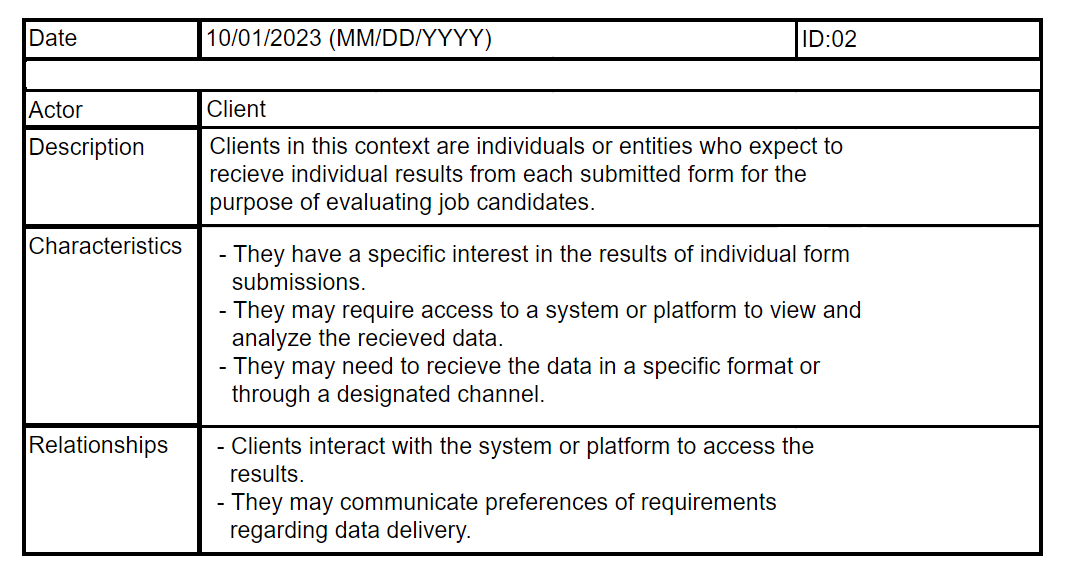 Date 10/01/2023 (MM/DD/YYYY) ID:02
Actor Client
Description Clients in this context are individuals or entities who expect to
recieve individual results from each submitted form for the
purpose of evaluating job candidates.
Characteristics - They have a specific interest in the results of individual form
submissions.
- They may require access to a system or platform to view and
analyze the recieved data.
- They may need to recieve the data in a specific format or
through a designated channel.
Relationships - Clients interact with the system or platform to access the
results.
- They may communicate preferences of requirements
regarding data delivery.